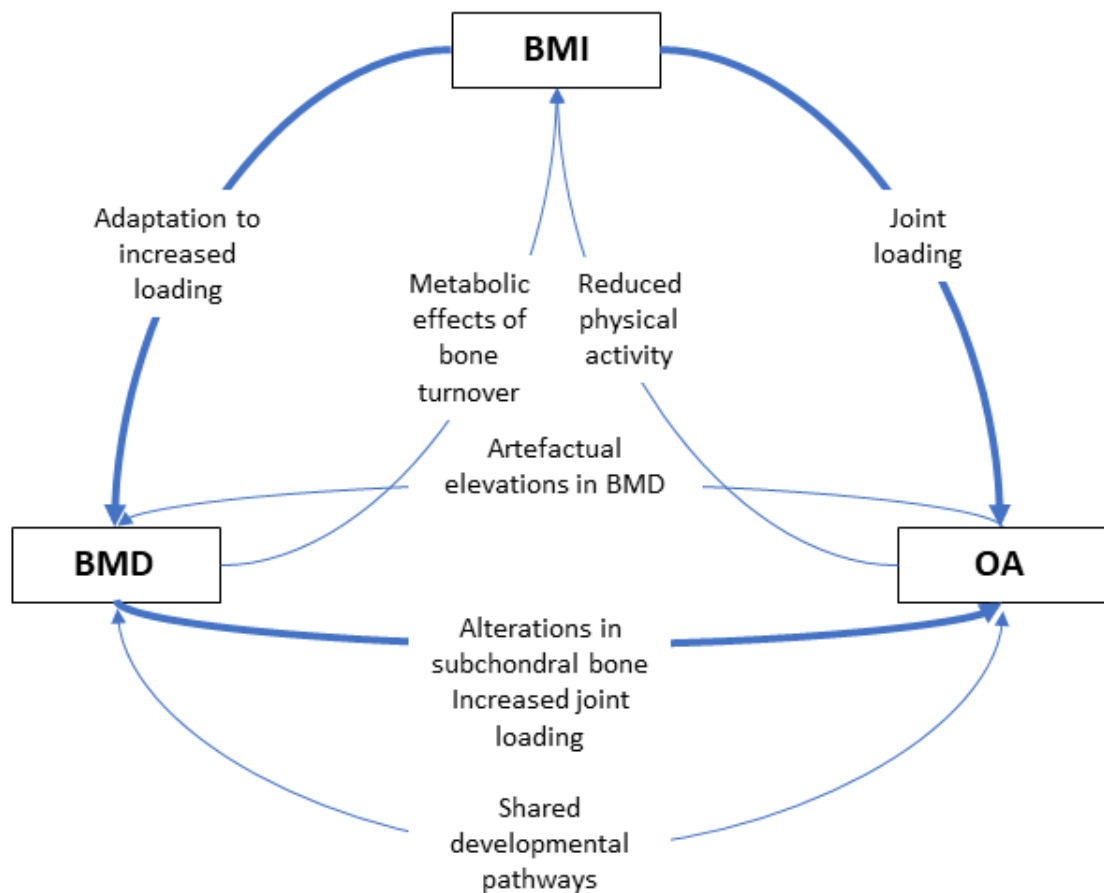 BMI
Adaptation to
increased
loading
Joint
loading
Metabolic
effects of
bone
turnover
Reduced
physical
activity
Artefactual
elevations in BMD
BMD
OA
Alterations in
subchondral bone
Increased joint
loading
Shared
developmental
pathways